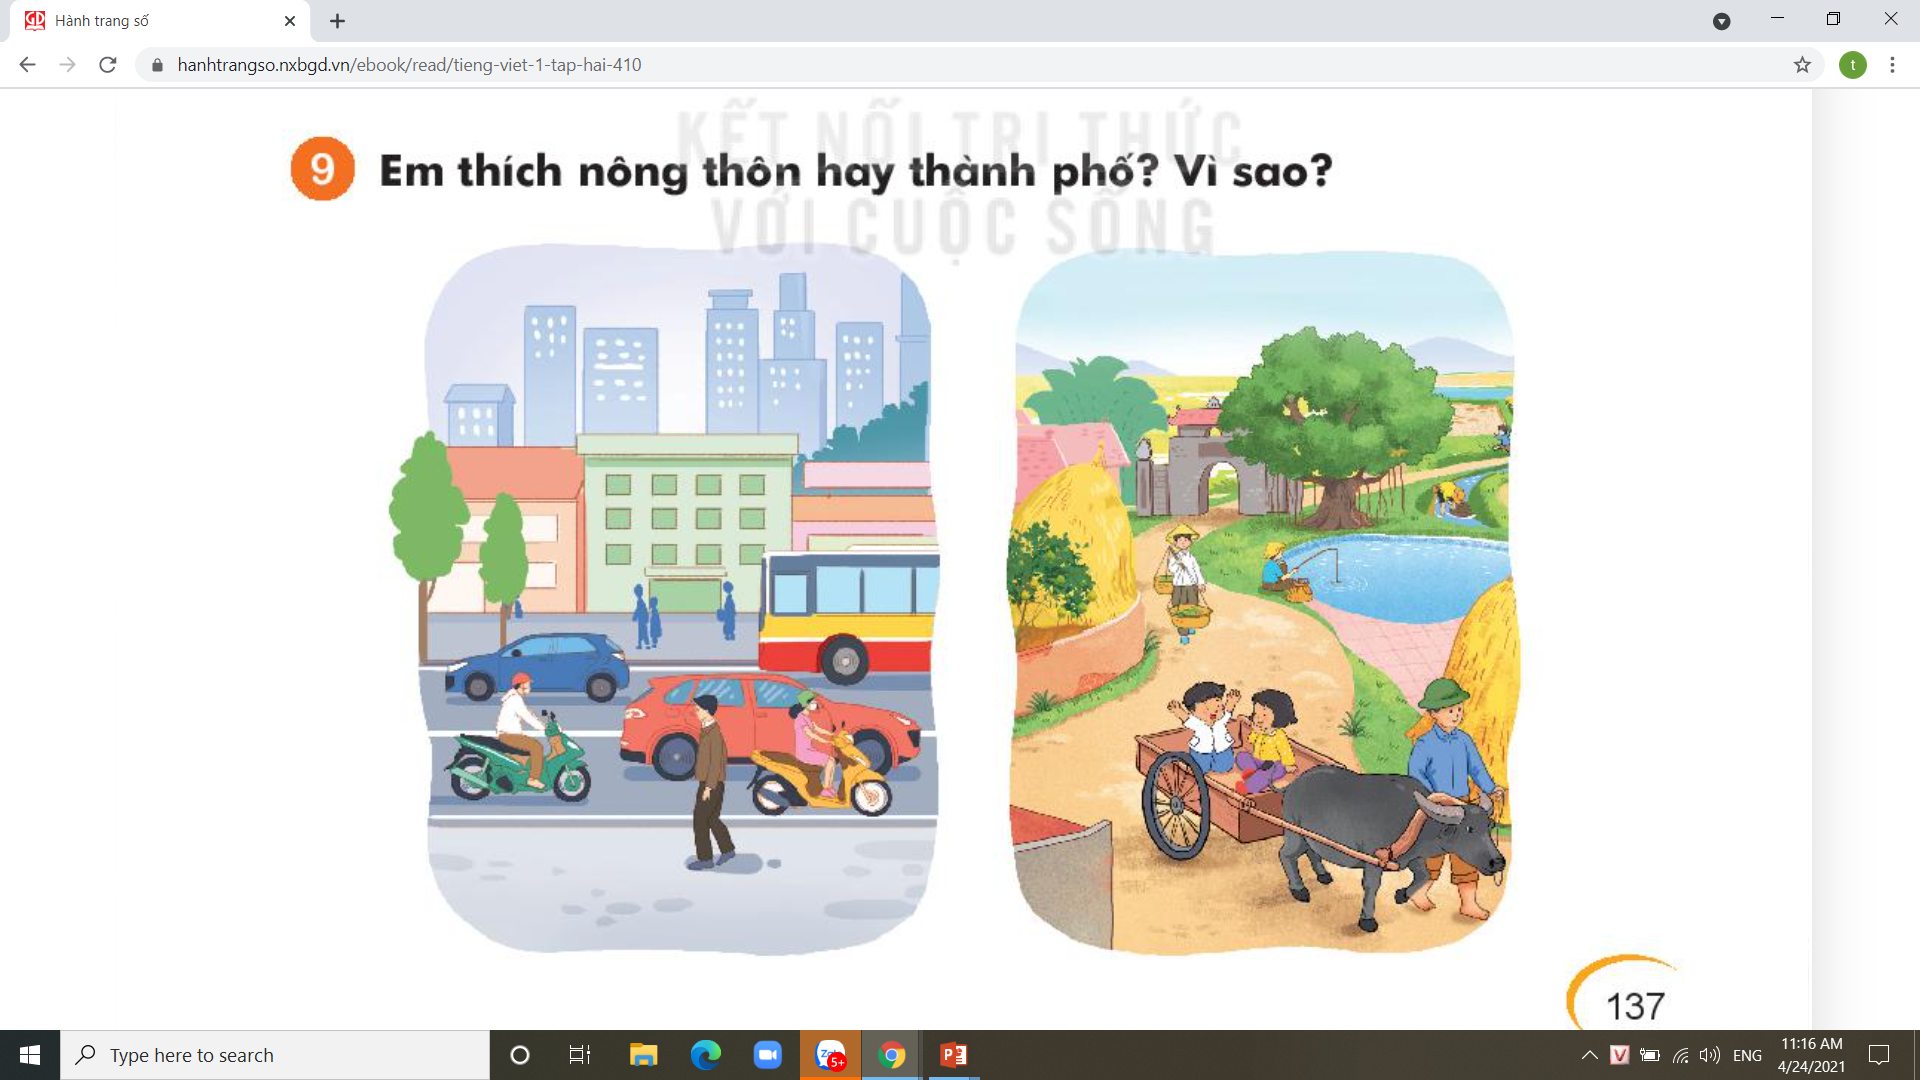 Hành trang số
hanhtrangso.nxbgd.vn/ebook/read/tieng-viet-1-tap-hai-410
t
KẾT NỐI TRI THỨC
VỚI CUỘC SỐNG
9 Em thích nông thôn hay thành phố? Vì sao?
137
Type here to search
5+
ENG
11:16 AM
4/24/2021